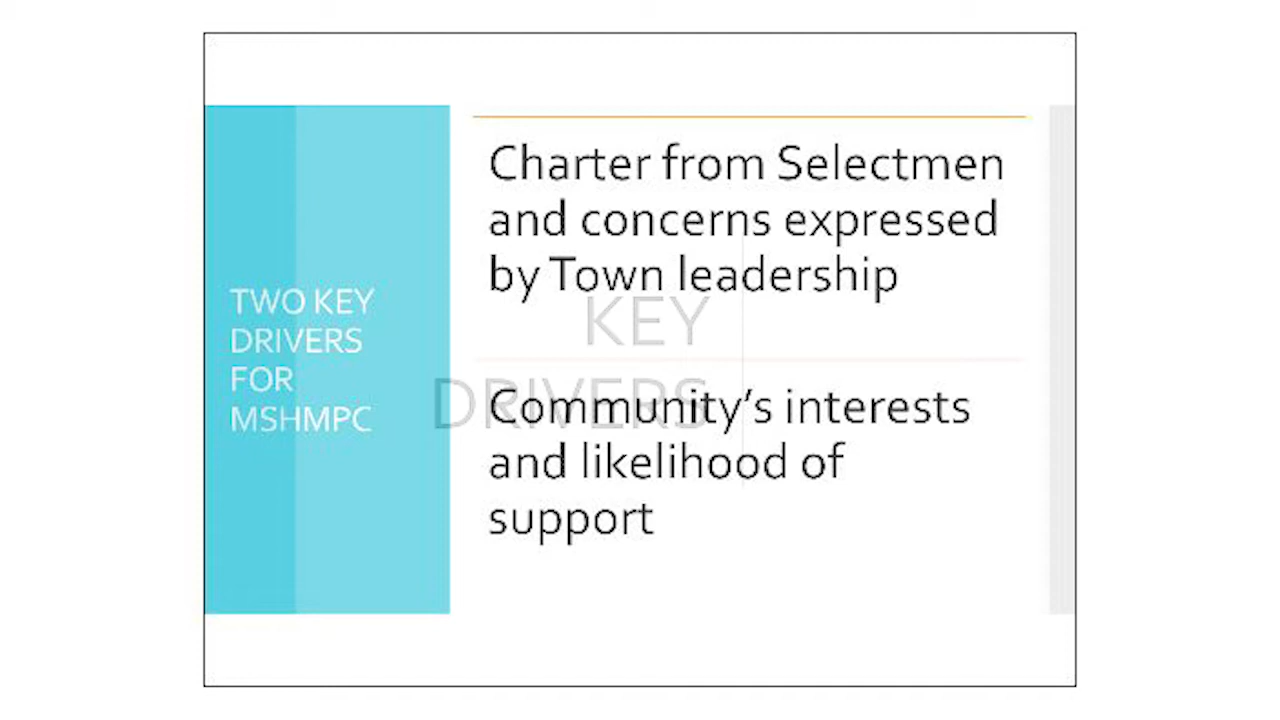 TWO KEY
DRIVERS
FOR
MSHMPC
Charter from Selectmen
and concerns expressed
by Town leadership
KEY
DRIVERS
Community’s interests
and likelihood of
support